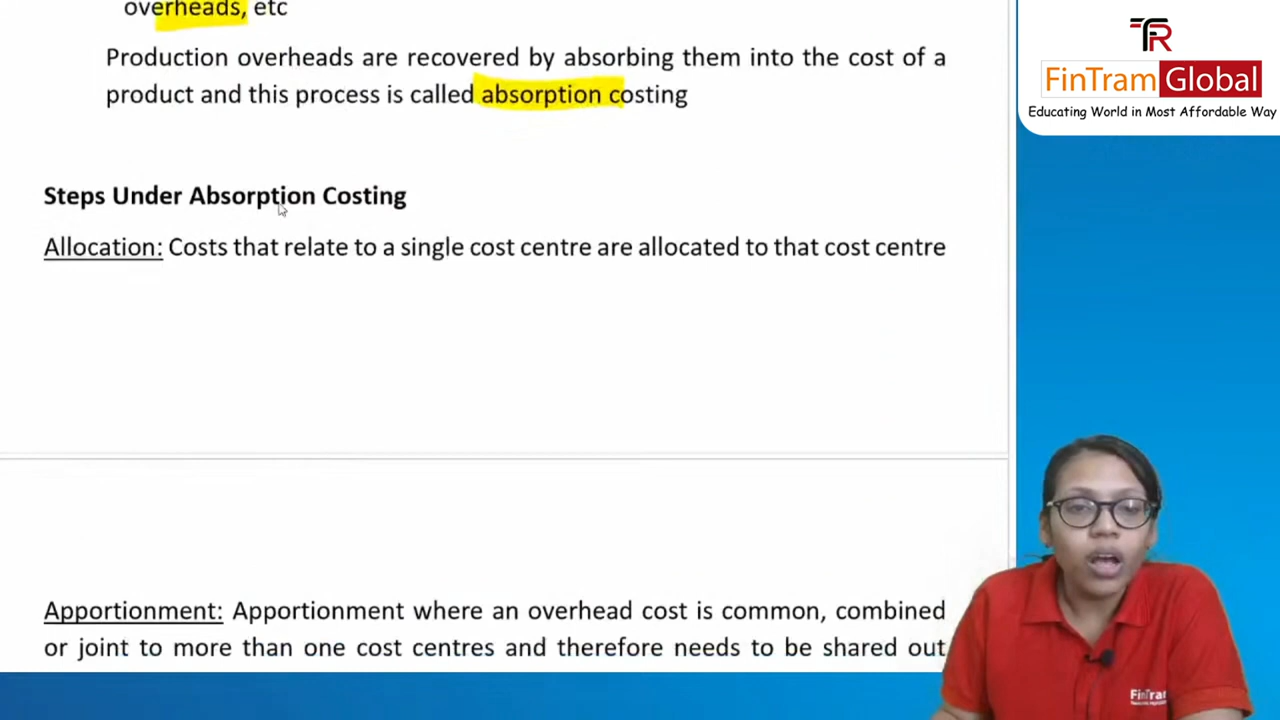 overheads, etc
Production overheads are recovered by absorbing them into the cost of a
product and this process is called absorption costing
Steps Under Absorption Costing
Allocation: Costs that relate to a single cost centre are allocated to that cost centre
Apportionment: Apportionment where an overhead cost is common, combined
or joint to more than one cost centres and therefore needs to be shared out
TR
FinTram Global
Educating World in Most Affordable Way
FinTram